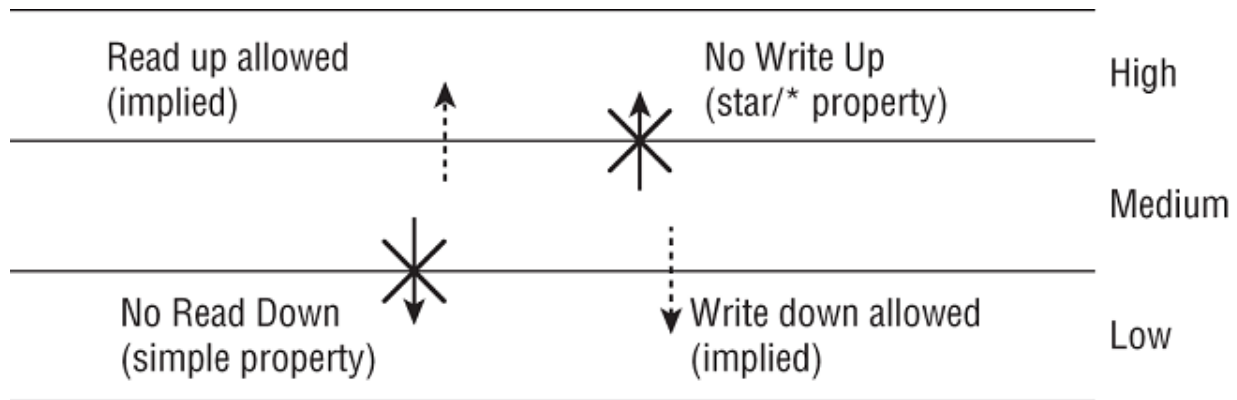 Read up allowed
(implied)
No Write Up
(star/* property)
High
Medium
No Read Down
(simple property)
Write down allowed
(implied)
Low